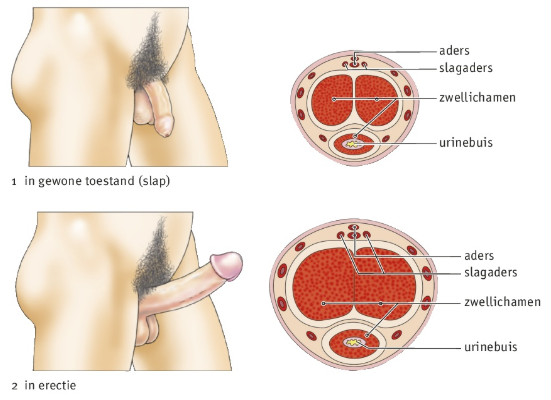 aders
slagaders
zwellichamen
urinebuis
1 in gewone toestand (slap)
aders
slagaders
zwellichamen
urinebuis
2 in erectie